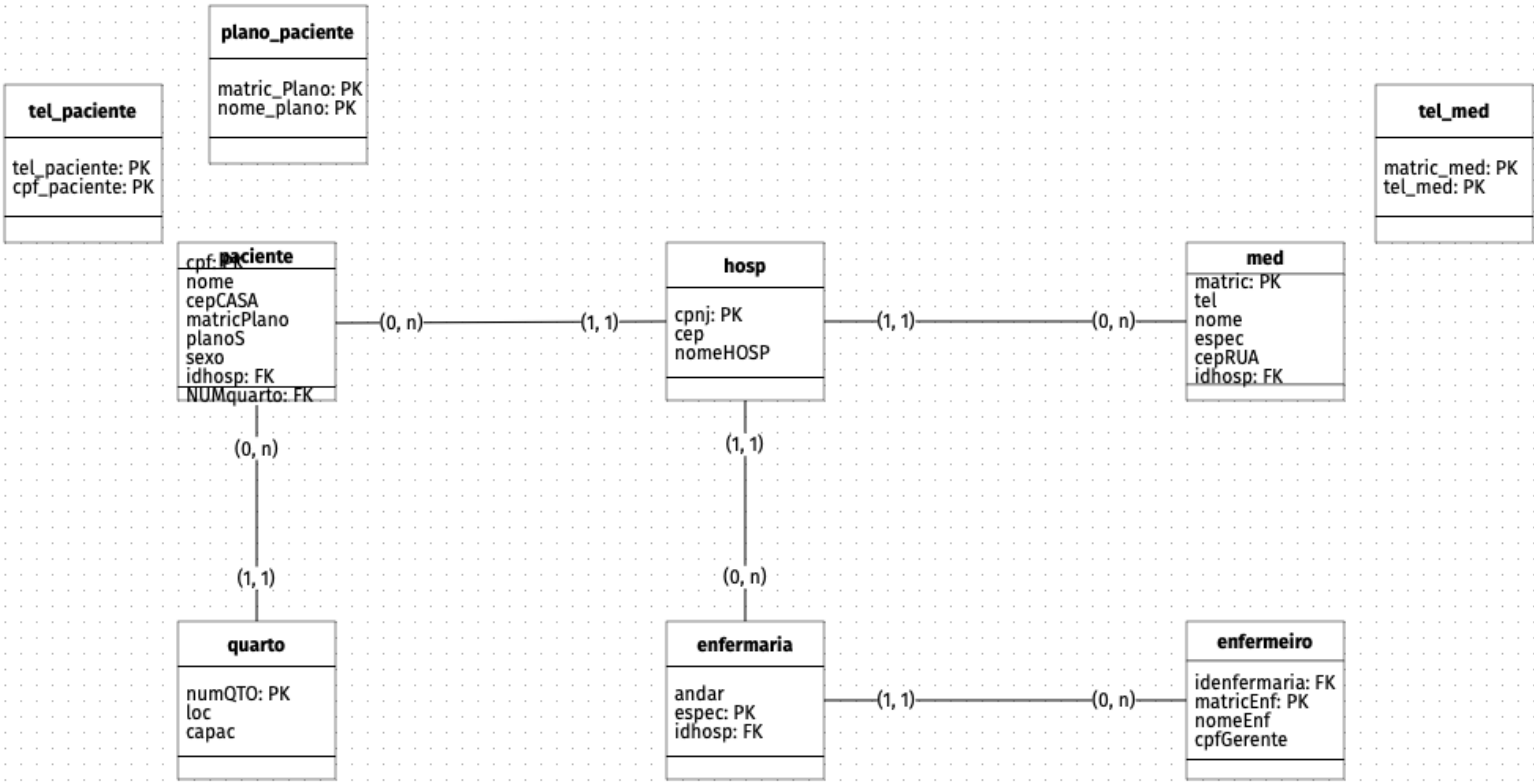 plano_paciente
matric_Plano: PK
nome_plano: PK
tel_paciente
tel_paciente: PK
cpf_paciente: PK
tel_med
matric_med: PK
tel_med: PK
paciente
cpf: PK
nome
cepCASA
matricPlano
planoS
sexo
idhosp: FK
NUMquarto: FK
(0, n)
(1, 1)
hosp
cpnj: PK
cep
nomeHOSP
(1, 1)
(0, n)
med
matric: PK
tel
nome
espec
cepRUA
idhosp: FK
(0, n)
(1, 1)
(1, 1)
(0, n)
quarto
numQTO: PK
loc
capac
enfermaria
andar
espec: PK
idhosp: FK
(1, 1)
(0, n)
enfermeiro
idenfermaria: FK
matricEnf: PK
nomeEnf
cpfGerente